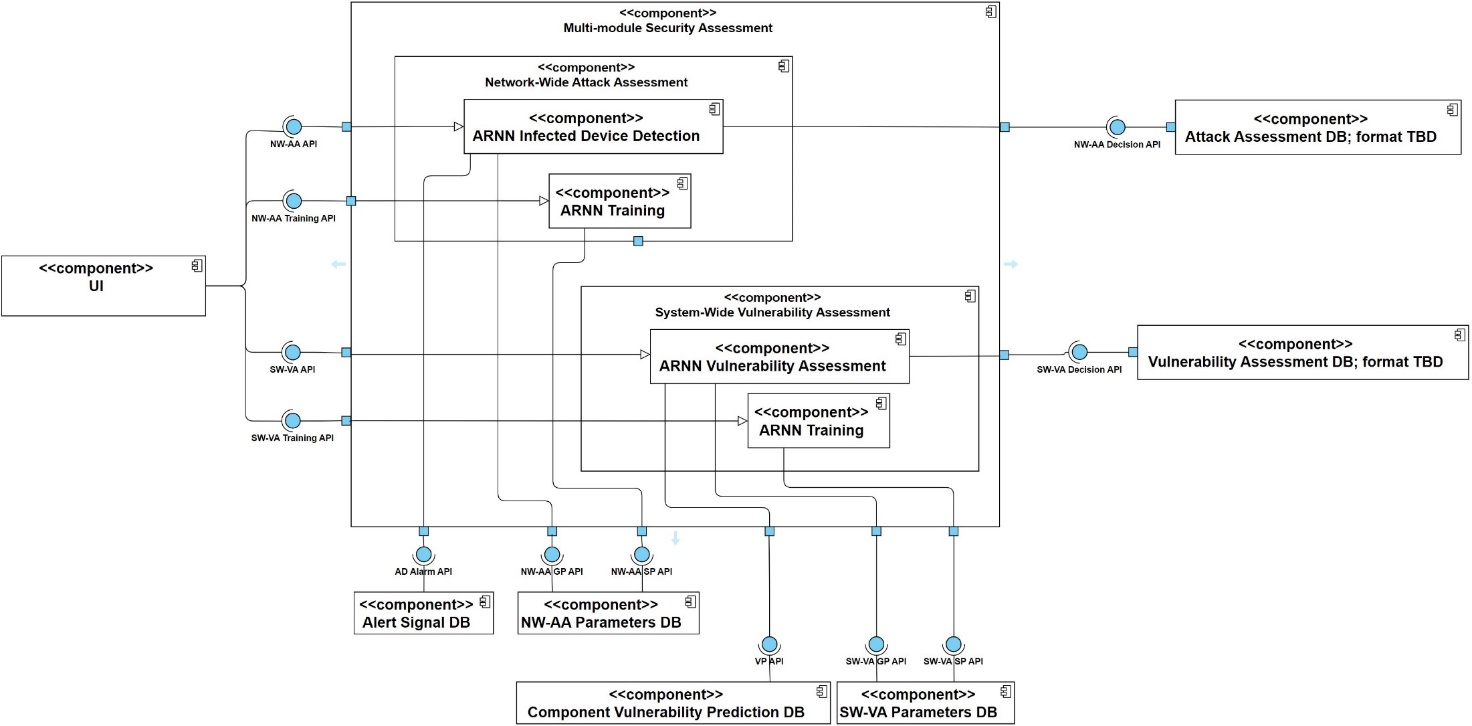 <<component>>
Multi-module Security Assessment
<<component>>
Network-Wide Attack Assessment
<<component>>
ARNN Infected Device Detection
NW-AA API
<<component>>
Attack Assessment DB; format TBD
NW-AA Decision API
<<component>>
ARNN Training
NW-AA Training API
<<component>>
UI
<<component>>
System-Wide Vulnerability Assessment
<<component>>
ARNN Vulnerability Assessment
SW-VA API
<<component>>
Vulnerability Assessment DB; format TBD
SW-VA Decision API
<<component>>
ARNN Training
SW-VA Training API
AD Alarm API
NW-AA GP API
NW-AA SP API
<<component>>
Alert Signal DB
<<component>>
NW-AA Parameters DB
VP API
SW-VA GP API
SW-VA SP API
<<component>>
Component Vulnerability Prediction DB
<<component>>
SW-VA Parameters DB